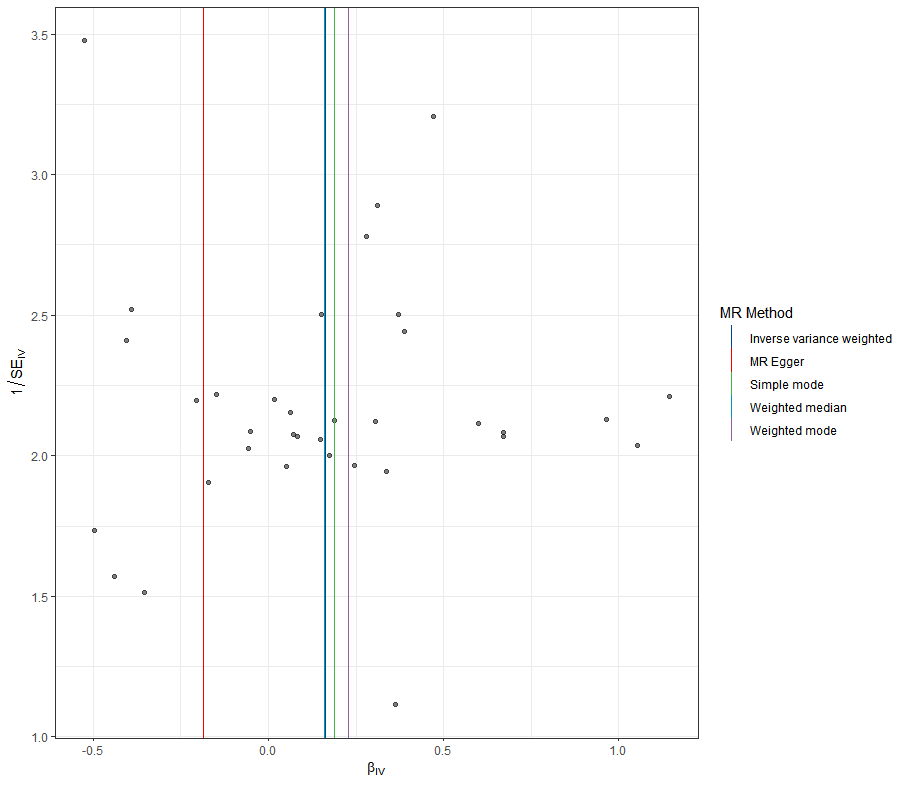 3.5
3.0
2.5
2.0
1.5
1.0
1/SE_IV
-0.5
0.0
0.5
1.0
β_IV
MR Method
Inverse variance weighted
MR Egger
Simple mode
Weighted median
Weighted mode